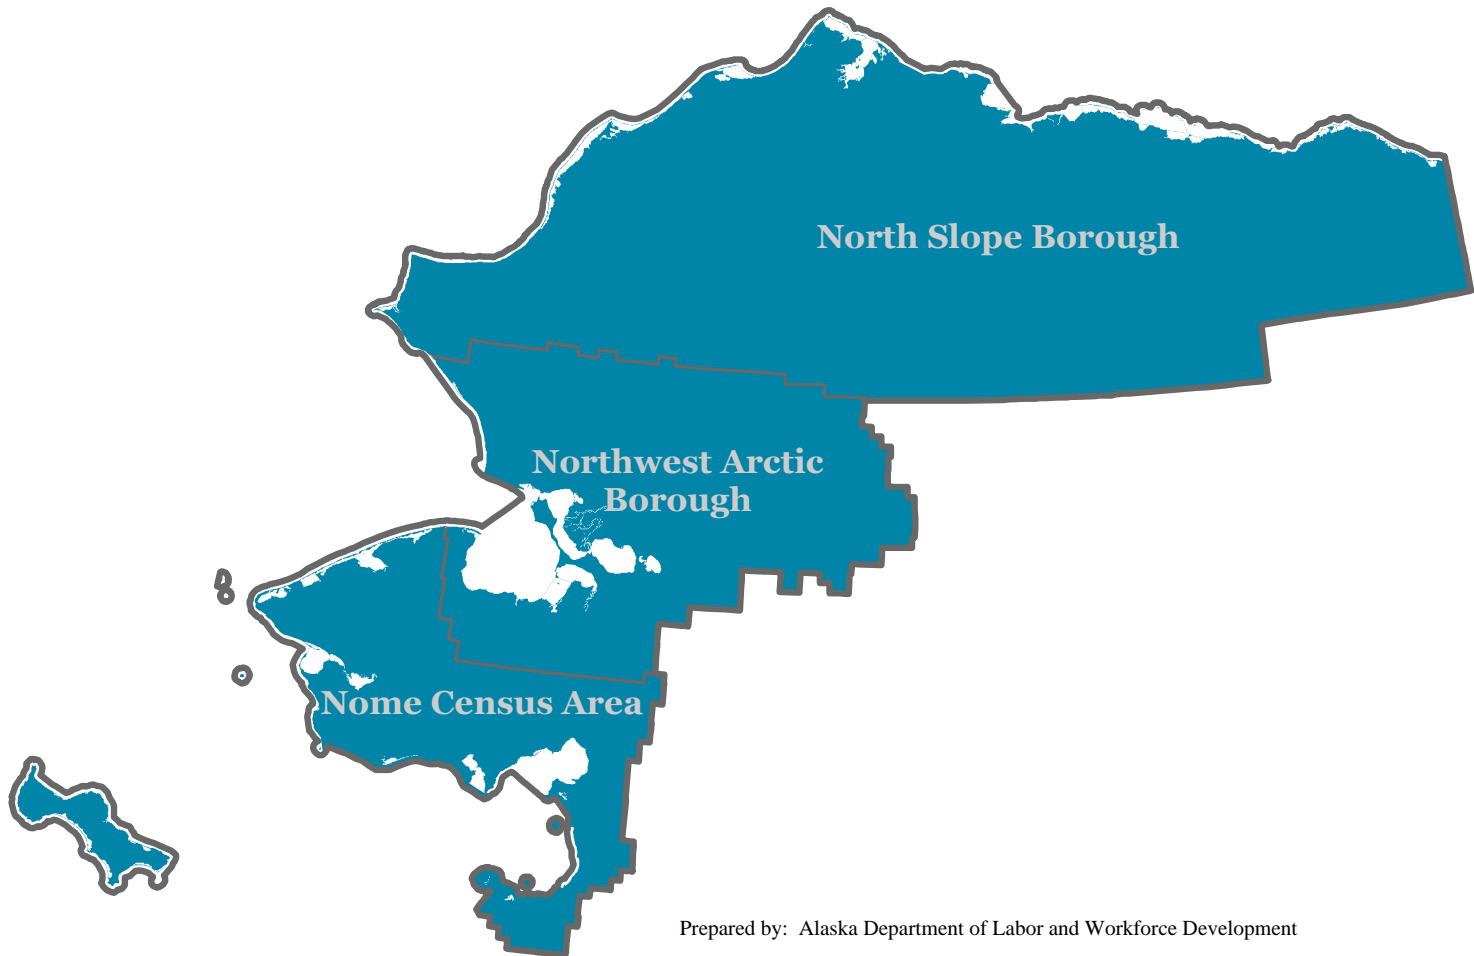 North Slope Borough
Northwest Arctic
Borough
Nome Census Area
Prepared by:  Alaska Department of Labor and Workforce Development